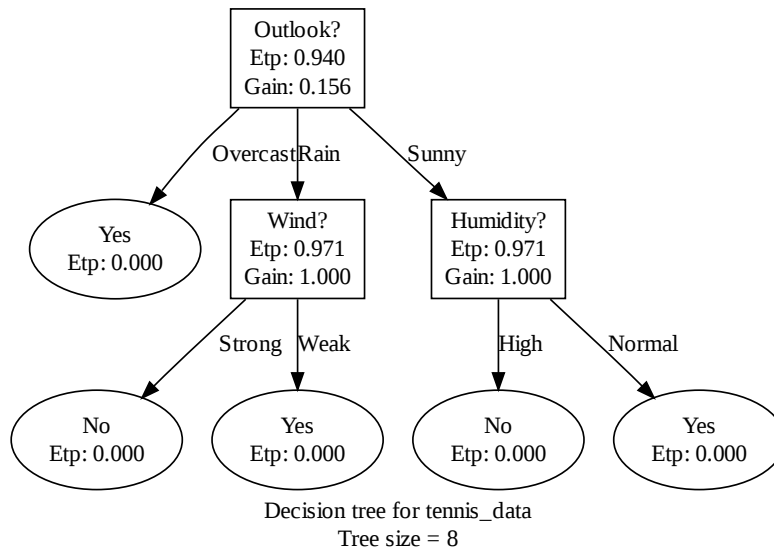 Outlook?
Etp: 0.940
Gain: 0.156
Overcast
Rain
Sunny
Yes
Etp: 0.000
Wind?
Etp: 0.971
Gain: 1.000
Humidity?
Etp: 0.971
Gain: 1.000
Strong
Weak
High
Normal
No
Etp: 0.000
Yes
Etp: 0.000
No
Etp: 0.000
Yes
Etp: 0.000
Decision tree for tennis_data
Tree size = 8